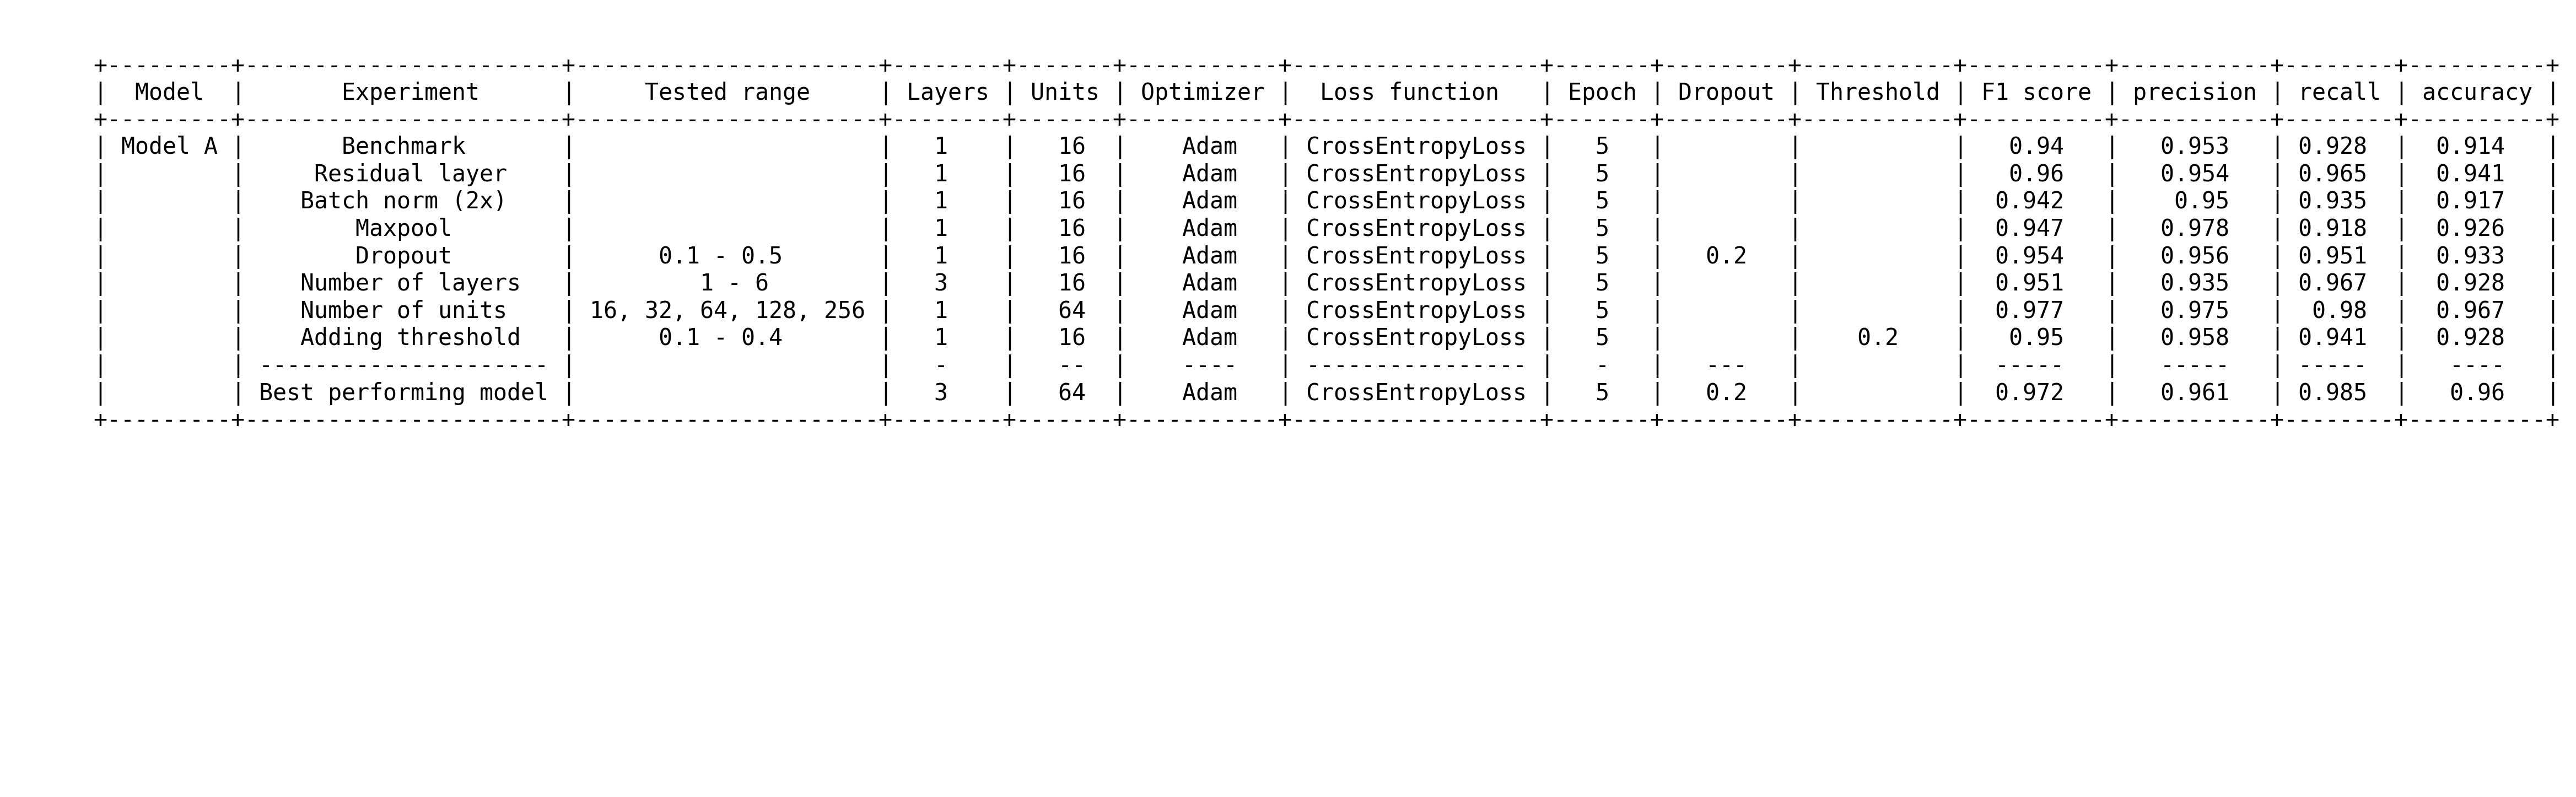 +---------+-----------------------+----------------------+--------+-------+-----------+------------------+-------+---------+-----------+----------+-----------+--------+----------+
| Model | Experiment | Tested range | Layers | Units | Optimizer | Loss function | Epoch | Dropout | Threshold | F1 score | precision | recall | accuracy |
+---------+-----------------------+----------------------+--------+-------+-----------+------------------+-------+---------+-----------+----------+-----------+--------+----------+
| Model A | Benchmark | | 1 | 16 | Adam | CrossEntropyLoss | 5 | | | 0.94 | 0.953 | 0.928 | 0.914 |
| | Residual layer | | 1 | 16 | Adam | CrossEntropyLoss | 5 | | | 0.96 | 0.954 | 0.965 | 0.941 |
| | Batch norm (2x) | | 1 | 16 | Adam | CrossEntropyLoss | 5 | | | 0.942 | 0.95 | 0.935 | 0.917 |
| | Maxpool | | 1 | 16 | Adam | CrossEntropyLoss | 5 | | | 0.947 | 0.978 | 0.918 | 0.926 |
| | Dropout | 0.1 - 0.5 | 1 | 16 | Adam | CrossEntropyLoss | 5 | 0.2 | | 0.954 | 0.956 | 0.951 | 0.933 |
| | Number of layers | 1 - 6 | 3 | 16 | Adam | CrossEntropyLoss | 5 | | | 0.951 | 0.935 | 0.967 | 0.928 |
| | Number of units | 16, 32, 64, 128, 256 | 1 | 64 | Adam | CrossEntropyLoss | 5 | | | 0.977 | 0.975 | 0.98 | 0.967 |
| | Adding threshold | 0.1 - 0.4 | 1 | 16 | Adam | CrossEntropyLoss | 5 | | 0.2 | 0.95 | 0.958 | 0.941 | 0.928 |
| | --------------------- | | - | -- | ---- | ---------------- | - | --- | | ----- | ----- | ----- | ---- |
| | Best performing model | | 3 | 64 | Adam | CrossEntropyLoss | 5 | 0.2 | | 0.972 | 0.961 | 0.985 | 0.96 |
+---------+-----------------------+----------------------+--------+-------+-----------+------------------+-------+---------+-----------+----------+-----------+--------+----------+